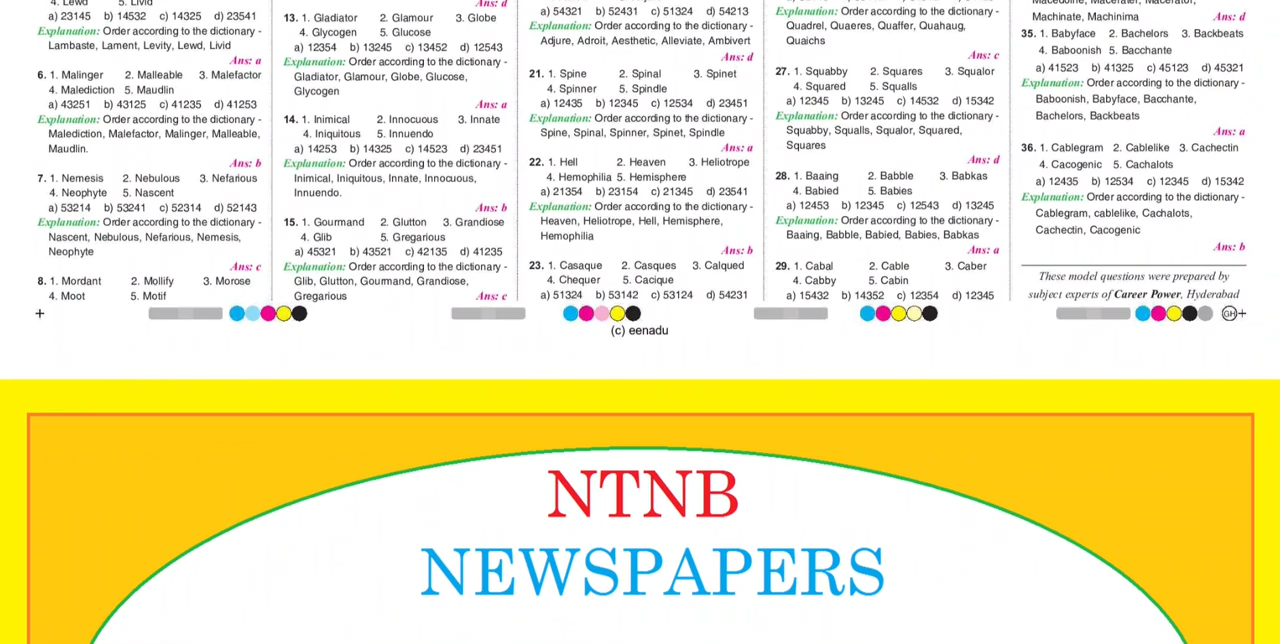 4. Lewd 5. Livid
a) 23145 b) 14532 c) 14325 d) 23541
Explanation: Order according to the dictionary -
Lambaste, Lament, Levity, Lewd, Livid
Ans: a
6. 1. Malinger 2. Malleable 3. Malefactor
4. Malediction 5. Maudlin
a) 43251 b) 43125 c) 41235 d) 41253
Explanation: Order according to the dictionary -
Malediction, Malefactor, Malinger, Malleable,
Maudlin.
Ans: b
7. 1. Nemesis 2. Nebulous 3. Nefarious
4. Neophyte 5. Nascent
a) 53214 b) 53241 c) 52314 d) 52143
Explanation: Order according to the dictionary -
Nascent, Nebulous, Nefarious, Nemesis,
Neophyte
Ans: c
8. 1. Mordant 2. Mollify 3. Morose
4. Moot 5. Motif
Ans: d
13. 1. Gladiator 2. Glamour 3. Globe
4. Glycogen 5. Glucose
a) 12354 b) 13245 c) 13452 d) 12543
Explanation: Order according to the dictionary -
Gladiator, Glamour, Globe, Glucose,
Glycogen
Ans: a
14. 1. Inimical 2. Innocuous 3. Innate
4. Iniquitous 5. Innuendo
a) 14253 b) 14325 c) 14523 d) 23451
Explanation: Order according to the dictionary -
Inimical, Iniquitous, Innate, Innocuous,
Innuendo.
Ans: b
15. 1. Gourmand 2. Glutton 3. Grandiose
4. Glib 5. Gregarious
a) 45321 b) 43521 c) 42135 d) 41235
Explanation: Order according to the dictionary -
Glib, Glutton, Gourmand, Grandiose,
Gregarious Ans: c
a) 54321 b) 52431 c) 51324 d) 54213
Explanation: Order according to the dictionary -
Adjure, Adroit, Aesthetic, Alleviate, Ambivert
Ans: d
21. 1. Spine 2. Spinal 3. Spinet
4. Spinner 5. Spindle
a) 12435 b) 12345 c) 12534 d) 23451
Explanation: Order according to the dictionary -
Spine, Spinal, Spinner, Spinet, Spindle
Ans: a
22. 1. Hell 2. Heaven 3. Heliotrope
4. Hemophilia 5. Hemisphere
a) 21354 b) 23154 c) 21345 d) 23541
Explanation: Order according to the dictionary -
Heaven, Heliotrope, Hell, Hemisphere,
Hemophilia
Ans: b
23. 1. Casaque 2. Casques 3. Calqued
4. Chequer 5. Cacique
a) 51324 b) 53142 c) 53124 d) 54231
Explanation: Order according to the dictionary -
Quadrel, Quaeres, Quaffer, Quahaug,
Quaichs
Ans: c
27. 1. Squabby 2. Squares 3. Squalor
4. Squared 5. Squalls
a) 12345 b) 13245 c) 14532 d) 15342
Explanation: Order according to the dictionary -
Squabby, Squalls, Squalor, Squared,
Squares
Ans: d
28. 1. Baaing 2. Babble 3. Babkas
4. Babied 5. Babies
a) 12453 b) 12345 c) 12543 d) 13245
Explanation: Order according to the dictionary -
Baaing, Babble, Babied, Babies, Babkas
Ans: a
29. 1. Cabal 2. Cable 3. Caber
4. Cabby 5. Cabin
a) 15432 b) 14352 c) 12354 d) 12345
Machinate, Machinima Ans: d
35. 1. Babyface 2. Bachelors 3. Backbeats
4. Baboonish 5. Bacchante
a) 41523 b) 41325 c) 45123 d) 45321
Explanation: Order according to the dictionary -
Baboonish, Babyface, Bacchante,
Bachelors, Backbeats
Ans: a
36. 1. Cablegram 2. Cablelike 3. Cachectin
4. Cacogenic 5. Cachalots
a) 12435 b) 12534 c) 12345 d) 15342
Explanation: Order according to the dictionary -
Cablegram, cablelike, Cachalots,
Cachectin, Cacogenic
Ans: b
These model questions were prepared by
subject experts of Career Power, Hyderabad
GH
(c) eenadu
NTNB
NEWSPAPERS